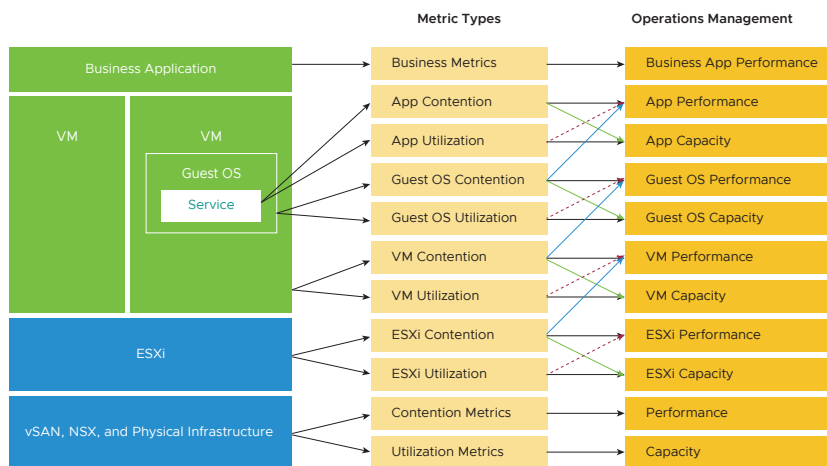 Metric Types
Operations Management
Business Application
Business Metrics
Business App Performance
VM
VM
Guest OS
Service
App Contention
App Performance
App Utilization
App Capacity
Guest OS Contention
Guest OS Performance
Guest OS Utilization
Guest OS Capacity
VM Contention
VM Performance
VM Utilization
VM Capacity
ESXi
ESXi Contention
ESXi Performance
ESXi Utilization
ESXi Capacity
vSAN, NSX, and Physical Infrastructure
Contention Metrics
Performance
Utilization Metrics
Capacity